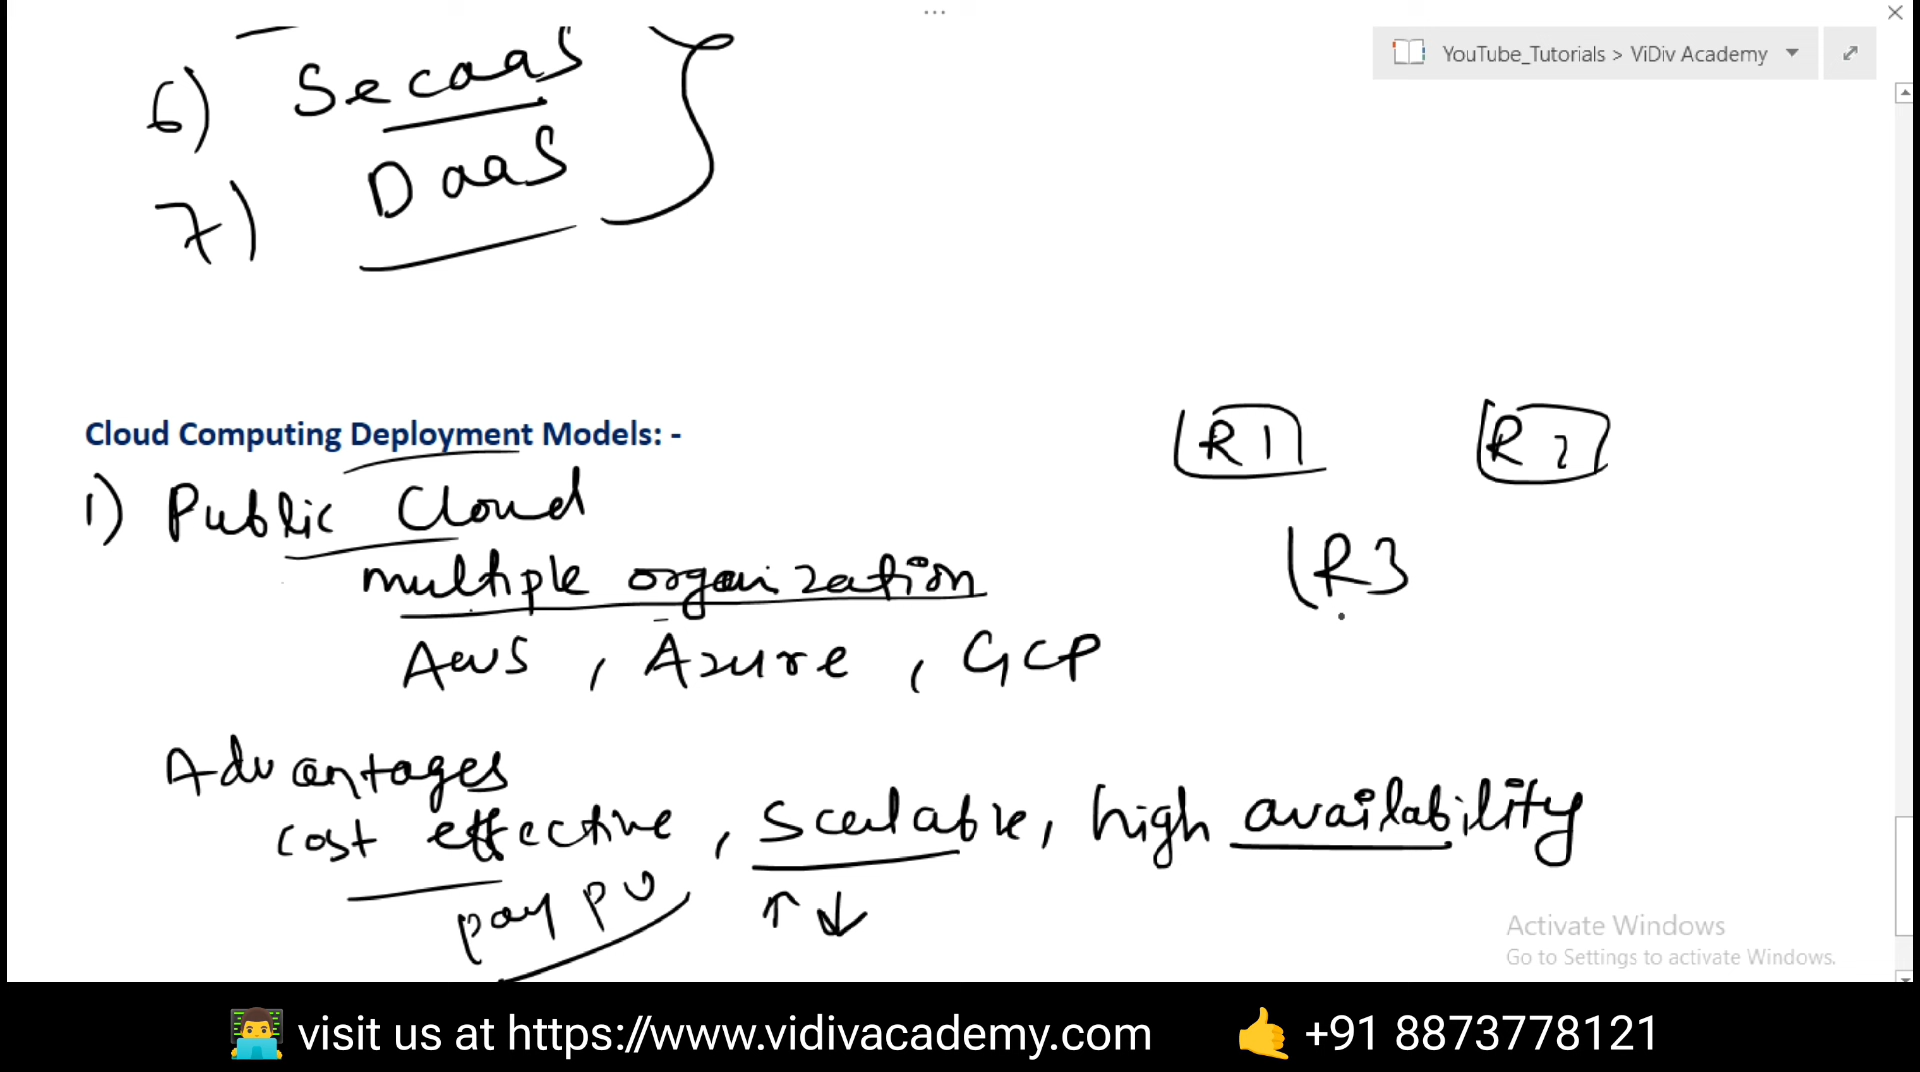 YouTube_Tutorials > ViDiv Academy
6) Secaas
7) DaaS
Cloud Computing Deployment Models: -
R1
R2
1) Public Cloud
multiple organization
R3
Aws , Azure , GCP
Advantages
cost effective , Scalable, high availability
pay p U
Activate Windows
Go to Settings to activate Windows.
visit us at https://www.vidivacademy.com
+91 8873778121